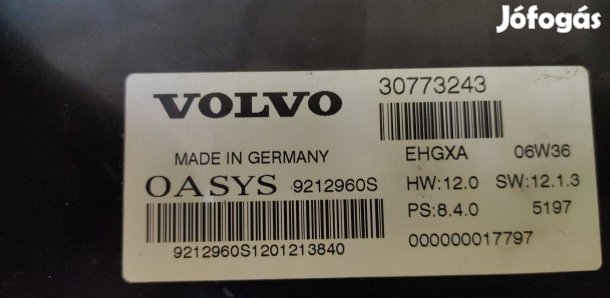 Jófogás
VOLVO
30773243
MADE IN GERMANY
EHGXA 06W36
OASYS 9212960S
HW:12.0 SW:12.1.3
PS:8.4.0 5197
9212960S1201213840
000000017797